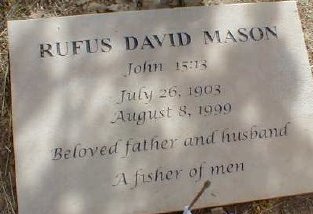 RUFUS DAVID MASON
John 15:13
July 26, 1903
August 8, 1999
Beloved father and husband
A fisher of men